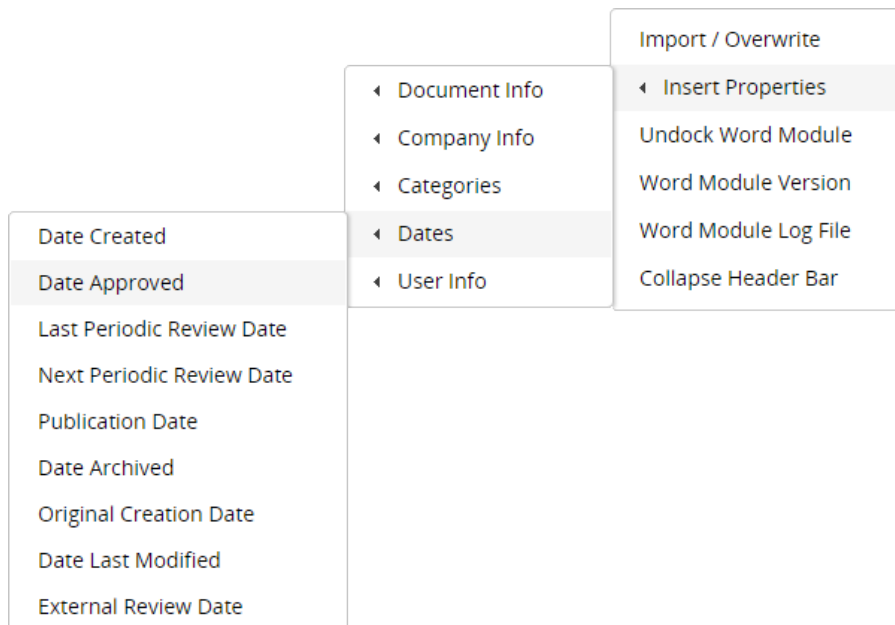 Import / Overwrite
Insert Properties
Undock Word Module
Word Module Version
Word Module Log File
Collapse Header Bar
Document Info
Company Info
Categories
Dates
User Info
Date Created
Date Approved
Last Periodic Review Date
Next Periodic Review Date
Publication Date
Date Archived
Original Creation Date
Date Last Modified
External Review Date